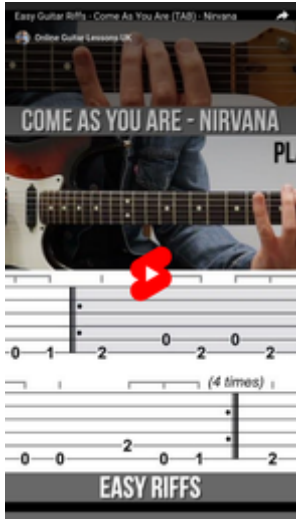 Easy Guitar Riffs - Come As You Are (TAB) - Nirvana
Online Guitar Lessons UK
COME AS YOU ARE - NIRVANA
PL
0 1 2 0 2 0 2
(4 times)
0 0 2 0 1 2
EASY RIFFS